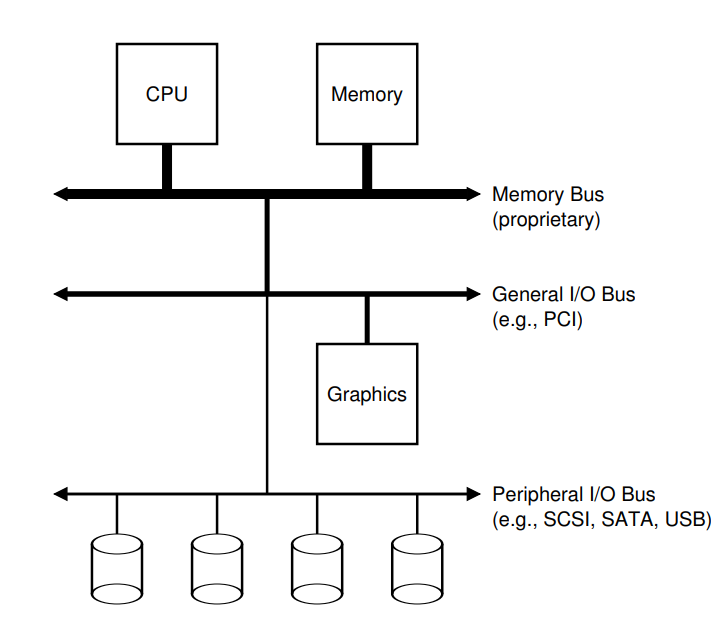 CPU
Memory
Memory Bus
(proprietary)
General I/O Bus
(e.g., PCI)
Graphics
Peripheral I/O Bus
(e.g., SCSI, SATA, USB)